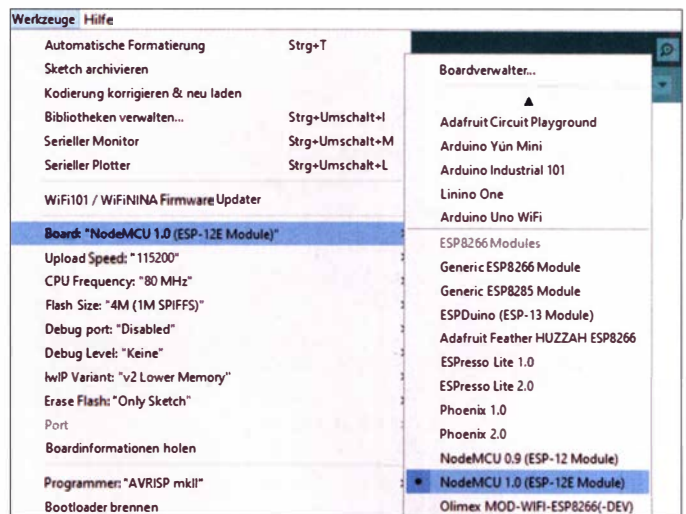 Werkzeuge Hilfe
Automatische Formatierung Strg+T
Sketch archivieren
Kodierung korrigieren & neu laden
Bibliotheken verwalten... Strg+Umschalt+I
Serieller Monitor Strg+Umschalt+M
Serieller Plotter Strg+Umschalt+L
WiFi101 / WiFiNINA Firmware Updater
Board: "NodeMCU 1.0 (ESP-12E Module)"
Upload Speed: "115200"
CPU Frequency: "80 MHz"
Flash Size: "4M (1M SPIFFS)"
Debug port: "Disabled"
Debug Level: "Keine"
lwIP Variant: "v2 Lower Memory"
Erase Flash: "Only Sketch"
Port
Boardinformationen holen
Programmer: "AVRISP mkII"
Bootloader brennen
Boardverwalter...
Adafruit Circuit Playground
Arduino Yún Mini
Arduino Industrial 101
Linino One
Arduino Uno WiFi
ESP8266 Modules
Generic ESP8266 Module
Generic ESP8285 Module
ESPDuino (ESP-13 Module)
Adafruit Feather HUZZAH ESP8266
ESPresso Lite 1.0
ESPresso Lite 2.0
Phoenix 1.0
Phoenix 2.0
NodeMCU 0.9 (ESP-12 Module)
NodeMCU 1.0 (ESP-12E Module)
Olimex MOD-WIFI-ESP8266(-DEV)